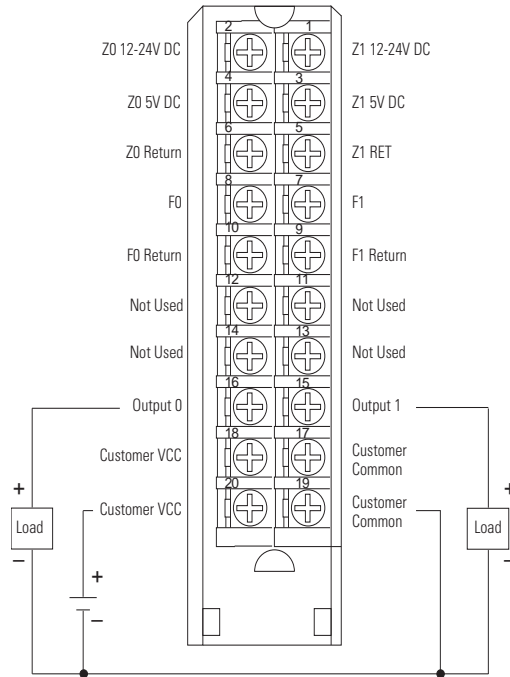 2 1
Z0 12-24V DC Z1 12-24V DC
4 3
Z0 5V DC Z1 5V DC
6 5
Z0 Return Z1 RET
8 7
F0 F1
10 9
F0 Return F1 Return
12 11
Not Used Not Used
14 13
Not Used Not Used
16 15
Output 0 Output 1
18 17
Customer VCC Customer
Common
20 19
Customer VCC Customer
Common
+ +
Load Load
– –
+
–